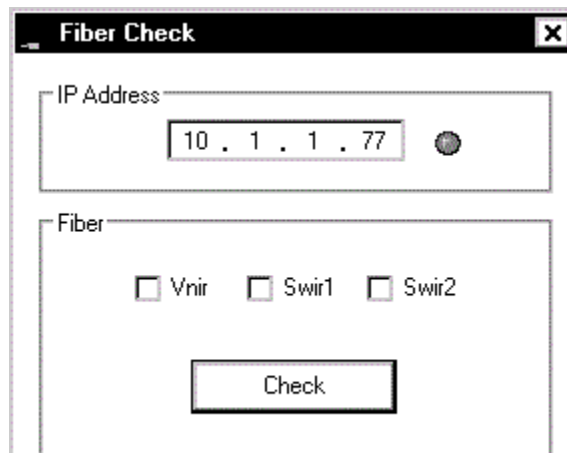 Fiber Check
IP Address
10 . 1 . 1 . 77
Fiber
Vnir Swir1 Swir2
Check